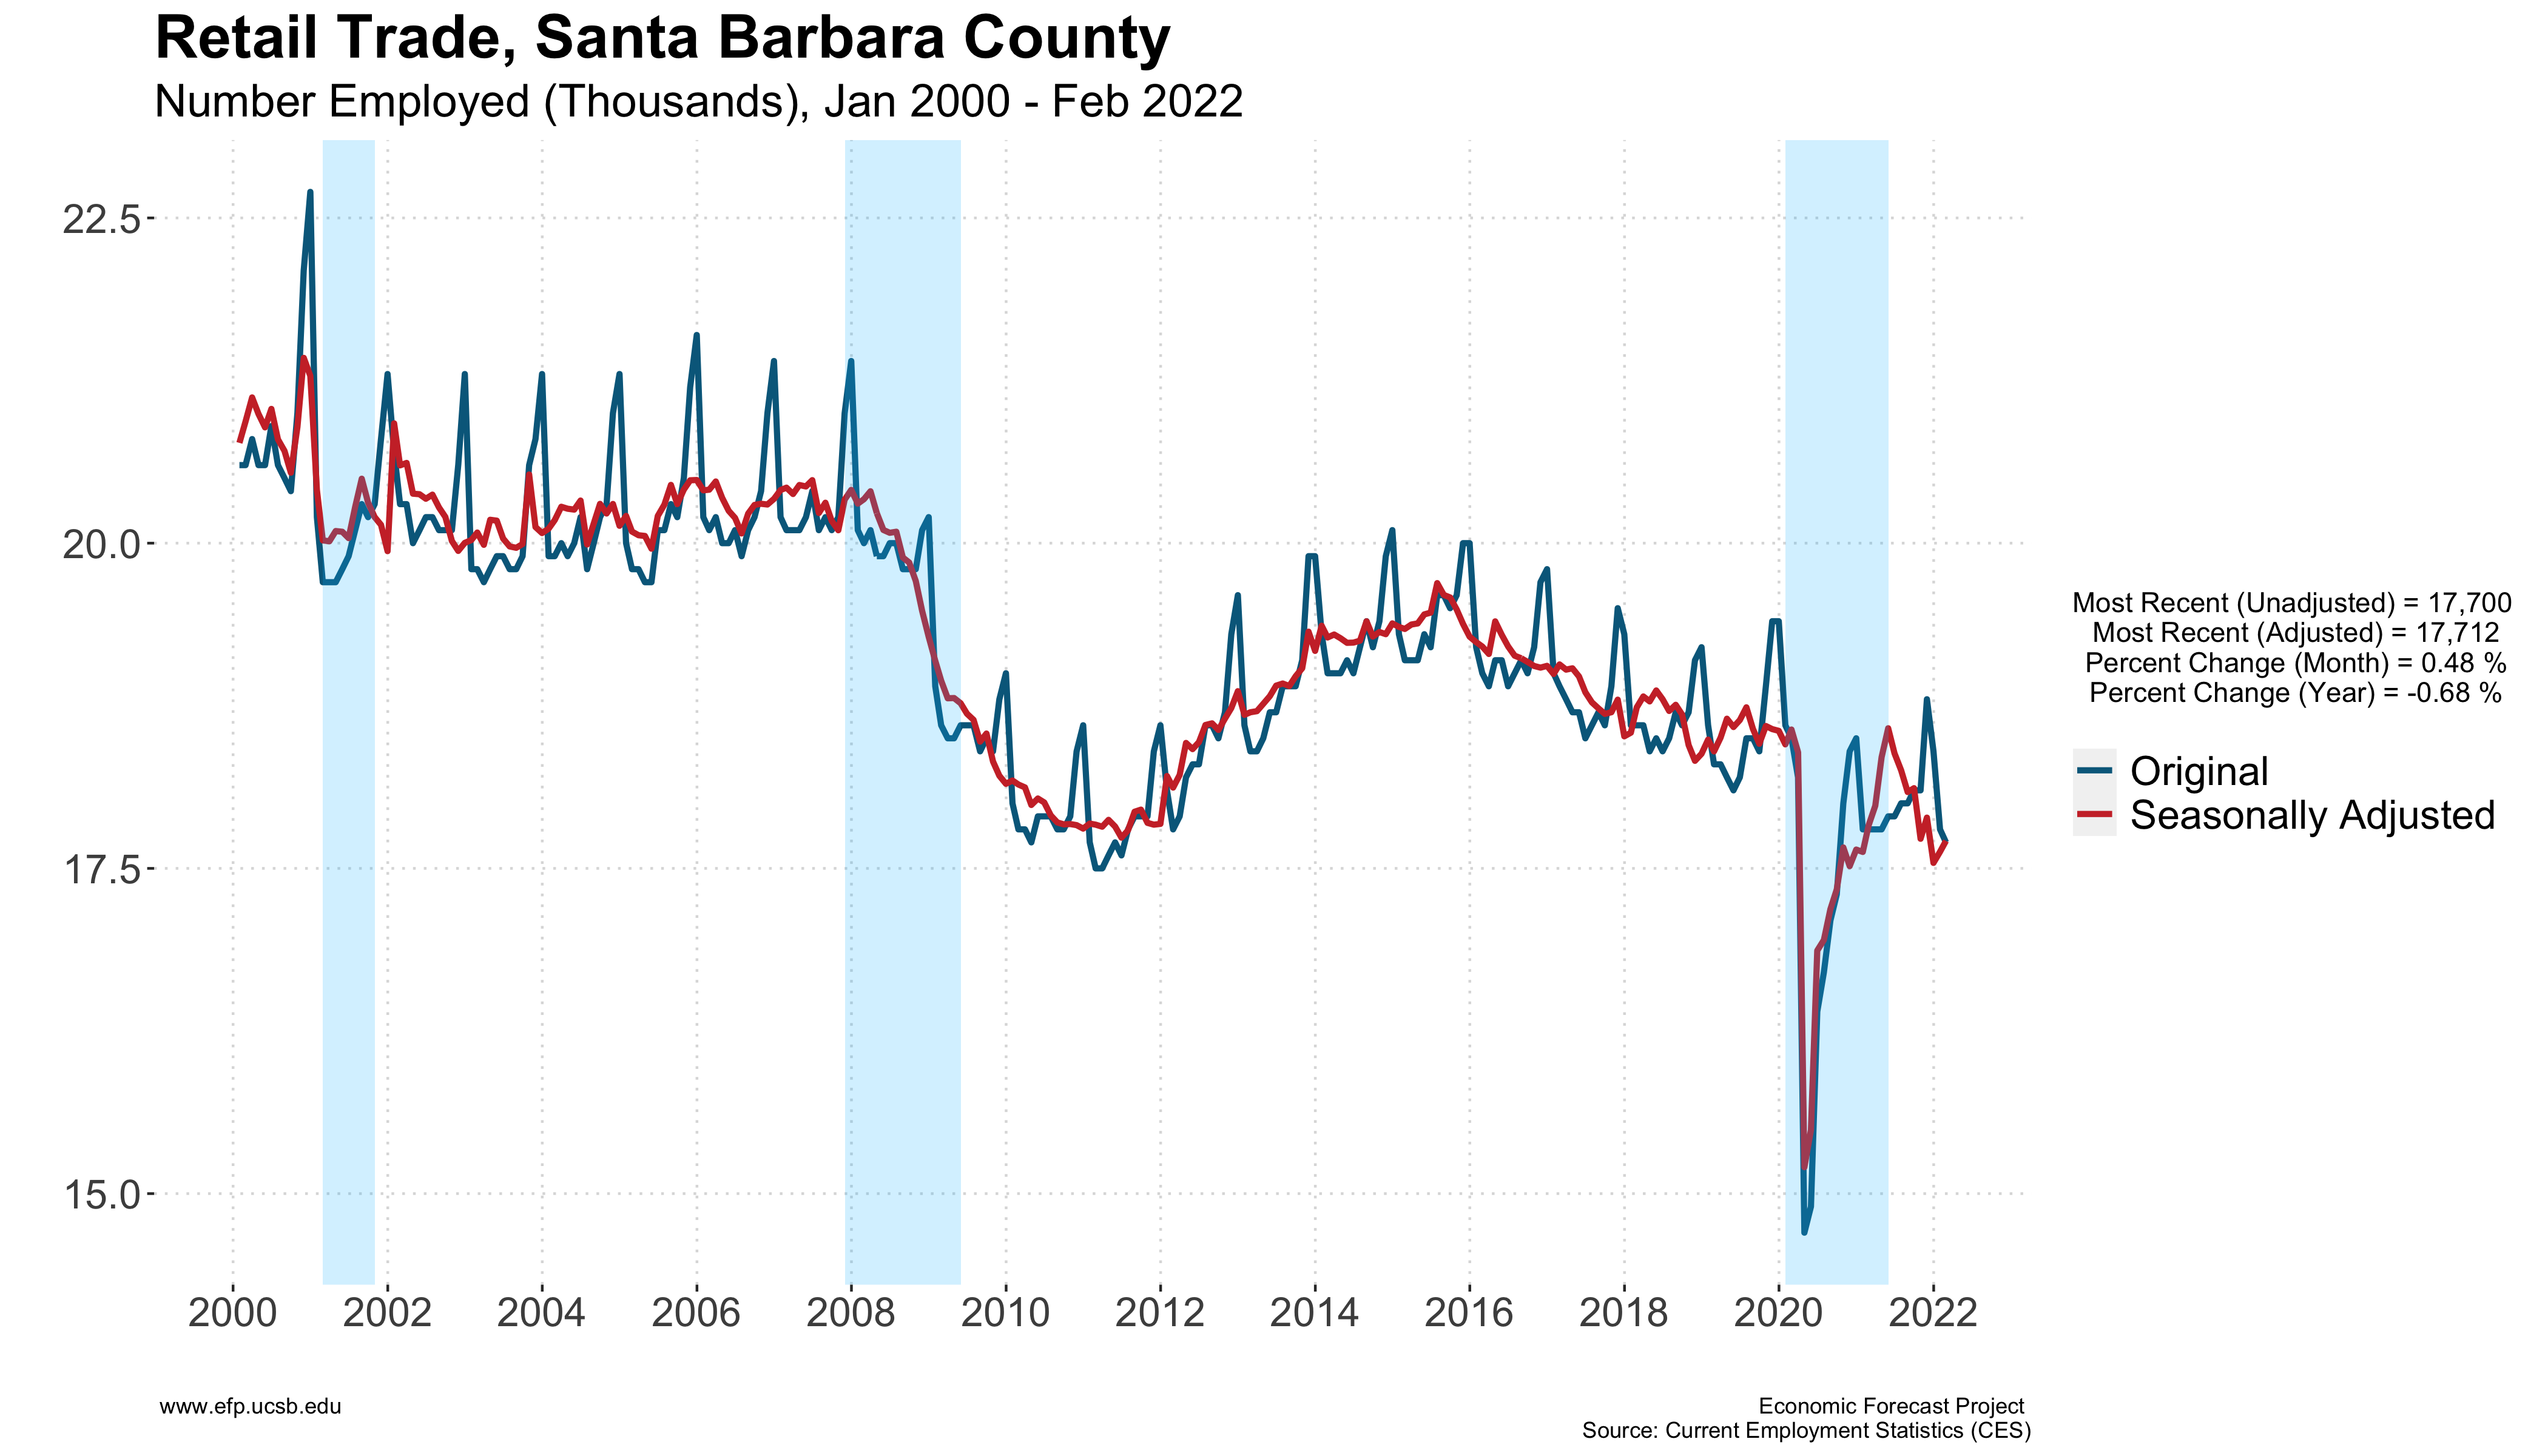 Retail Trade, Santa Barbara County
Number Employed (Thousands), Jan 2000 - Feb 2022
22.5
20.0
17.5
15.0
2000 2002 2004 2006 2008 2010 2012 2014 2016 2018 2020 2022
Most Recent (Unadjusted) = 17,700
Most Recent (Adjusted) = 17,712
Percent Change (Month) = 0.48 %
Percent Change (Year) = -0.68 %
Original
Seasonally Adjusted
www.efp.ucsb.edu
Economic Forecast Project
Source: Current Employment Statistics (CES)